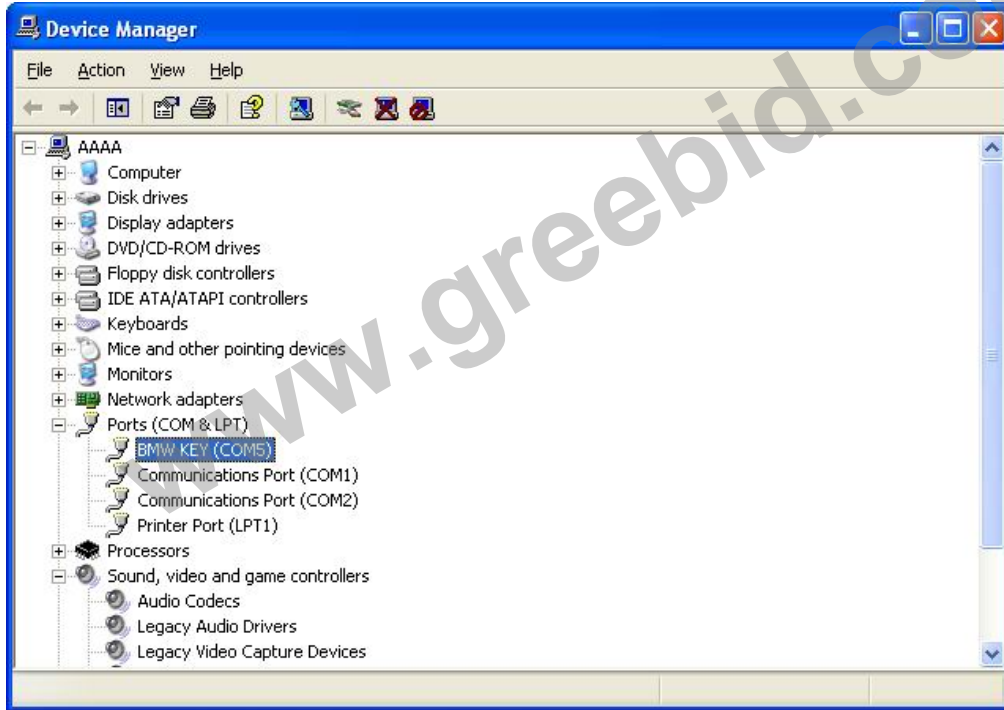 Device Manager
File Action View Help
AAAA
Computer
Disk drives
Display adapters
DVD/CD-ROM drives
Floppy disk controllers
IDE ATA/ATAPI controllers
Keyboards
Mice and other pointing devices
Monitors
Network adapters
Ports (COM & LPT)
BMW KEY (COM5)
Communications Port (COM1)
Communications Port (COM2)
Printer Port (LPT1)
Processors
Sound, video and game controllers
Audio Codecs
Legacy Audio Drivers
Legacy Video Capture Devices
www.greebid.co